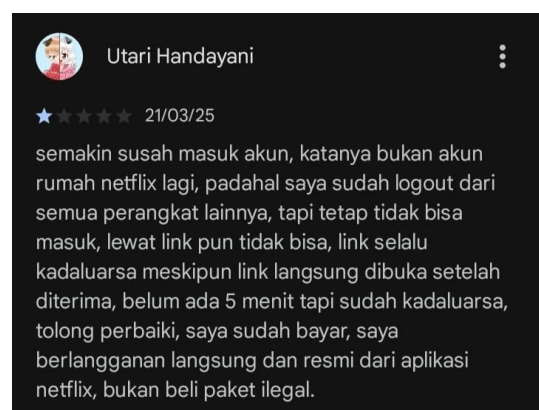 Utari Handayani
21/03/25
semakin susah masuk akun, katanya bukan akun
rumah netflix lagi, padahal saya sudah logout dari
semua perangkat lainnya, tapi tetap tidak bisa
masuk, lewat link pun tidak bisa, link selalu
kadaluarsa meskipun link langsung dibuka setelah
diterima, belum ada 5 menit tapi sudah kadaluarsa,
tolong perbaiki, saya sudah bayar, saya
berlangganan langsung dan resmi dari aplikasi
netflix, bukan beli paket ilegal.